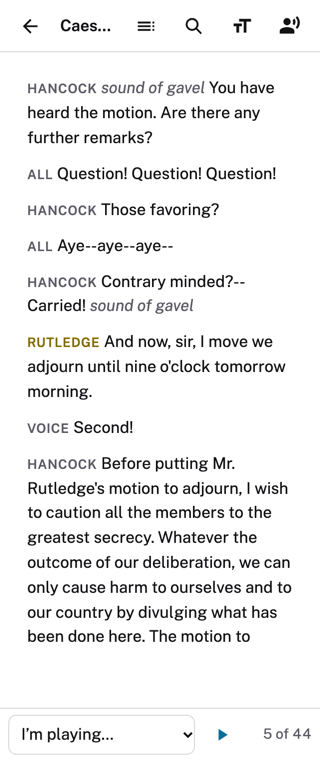 Caes...
HANCOCK sound of gavel You have
heard the motion. Are there any
further remarks?
ALL Question! Question! Question!
HANCOCK Those favoring?
ALL Aye--aye--aye--
HANCOCK Contrary minded?--
Carried! sound of gavel
RUTLEDGE And now, sir, I move we
adjourn until nine o'clock tomorrow
morning.
VOICE Second!
HANCOCK Before putting Mr.
Rutledge's motion to adjourn, I wish
to caution all the members to the
greatest secrecy. Whatever the
outcome of our deliberation, we can
only cause harm to ourselves and to
our country by divulging what has
been done here. The motion to
I'm playing... 5 of 44